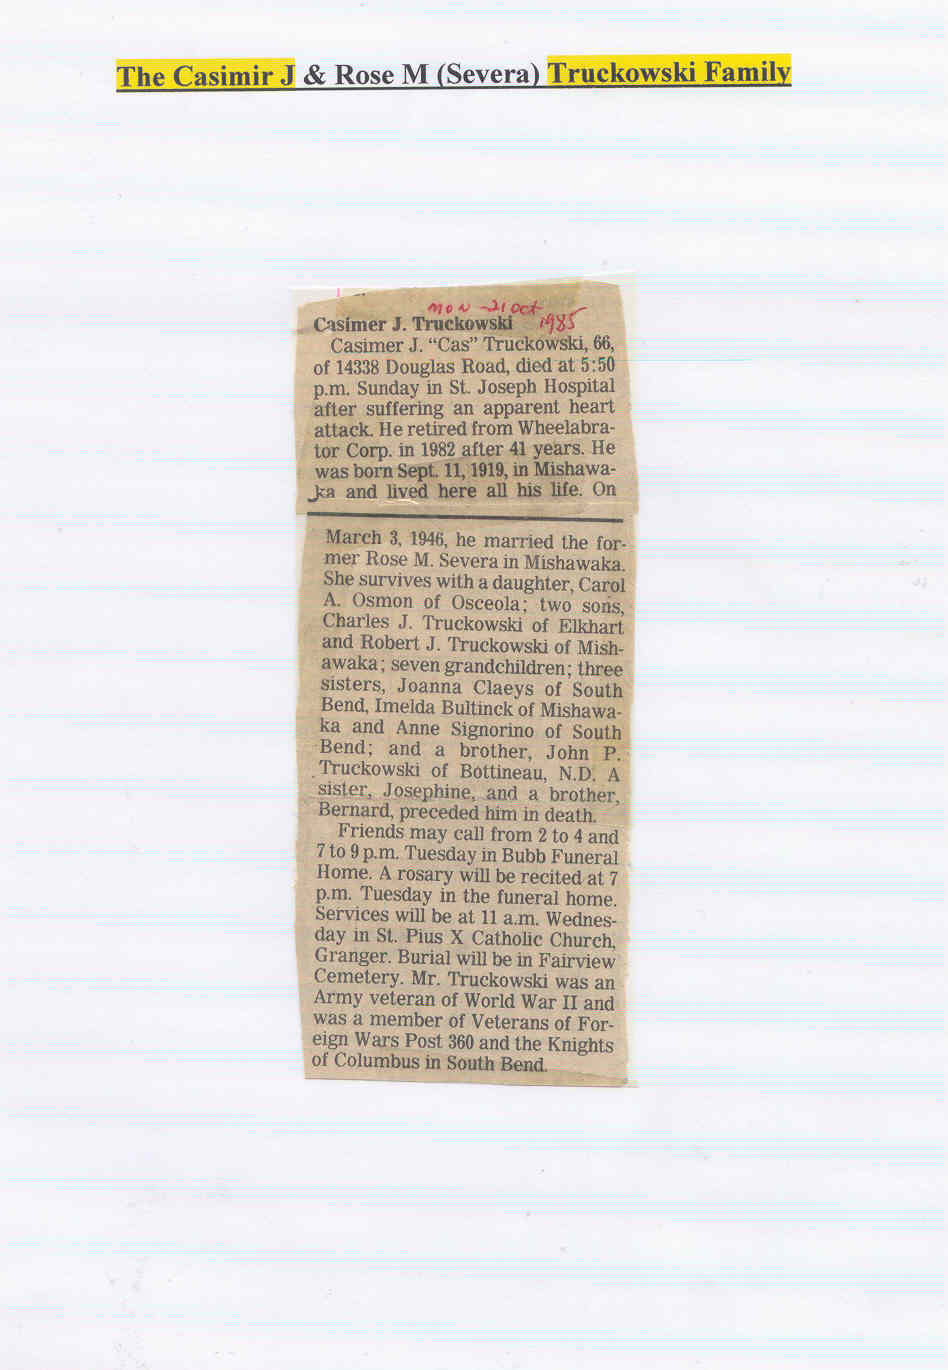 The Casimir J & Rose M (Severa) Truckowski Family
Mon - 21 Oct
1985
Casimer J. Truckowski
Casimer J. "Cas" Truckowski, 66,
of 14338 Douglas Road, died at 5:50
p.m. Sunday in St. Joseph Hospital
after suffering an apparent heart
attack. He retired from Wheelabra-
tor Corp. in 1982 after 41 years. He
was born Sept. 11, 1919, in Mishawa-
ka and lived here all his life. On
March 3, 1946, he married the for-
mer Rose M. Severa in Mishawaka.
She survives with a daughter, Carol
A. Osmon of Osceola; two sons,
Charles J. Truckowski of Elkhart
and Robert J. Truckowski of Mish-
awaka; seven grandchildren; three
sisters, Joanna Claeys of South
Bend, Imelda Bultinck of Mishawa-
ka and Anne Signorino of South
Bend; and a brother, John P.
Truckowski of Bottineau, N.D. A
sister, Josephine, and a brother,
Bernard, preceded him in death.
Friends may call from 2 to 4 and
7 to 9 p.m. Tuesday in Bubb Funeral
Home. A rosary will be recited at 7
p.m. Tuesday in the funeral home.
Services will be at 11 a.m. Wednes-
day in St. Pius X Catholic Church,
Granger. Burial will be in Fairview
Cemetery. Mr. Truckowski was an
Army veteran of World War II and
was a member of Veterans of For-
eign Wars Post 360 and the Knights
of Columbus in South Bend.